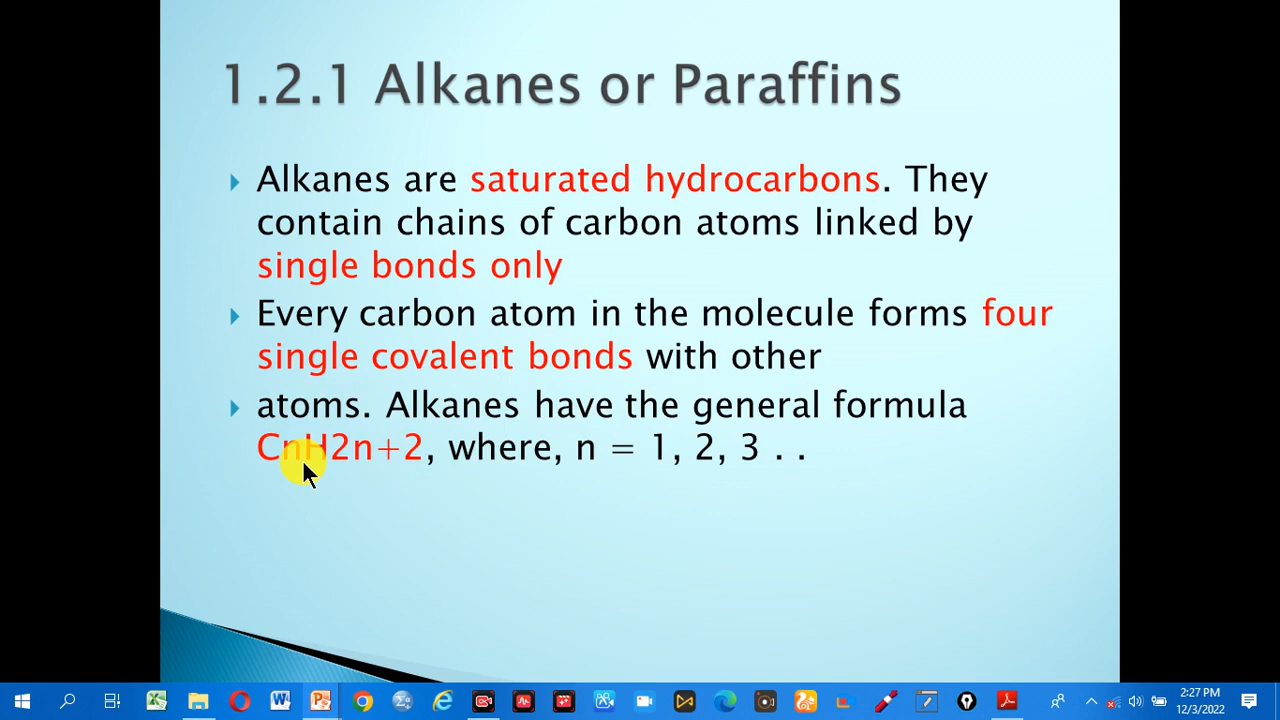 1.2.1 Alkanes or Paraffins
Alkanes are saturated hydrocarbons. They
contain chains of carbon atoms linked by
single bonds only
Every carbon atom in the molecule forms four
single covalent bonds with other
atoms. Alkanes have the general formula
CnH2n+2, where, n = 1, 2, 3 . .
2:27 PM
12/3/2022